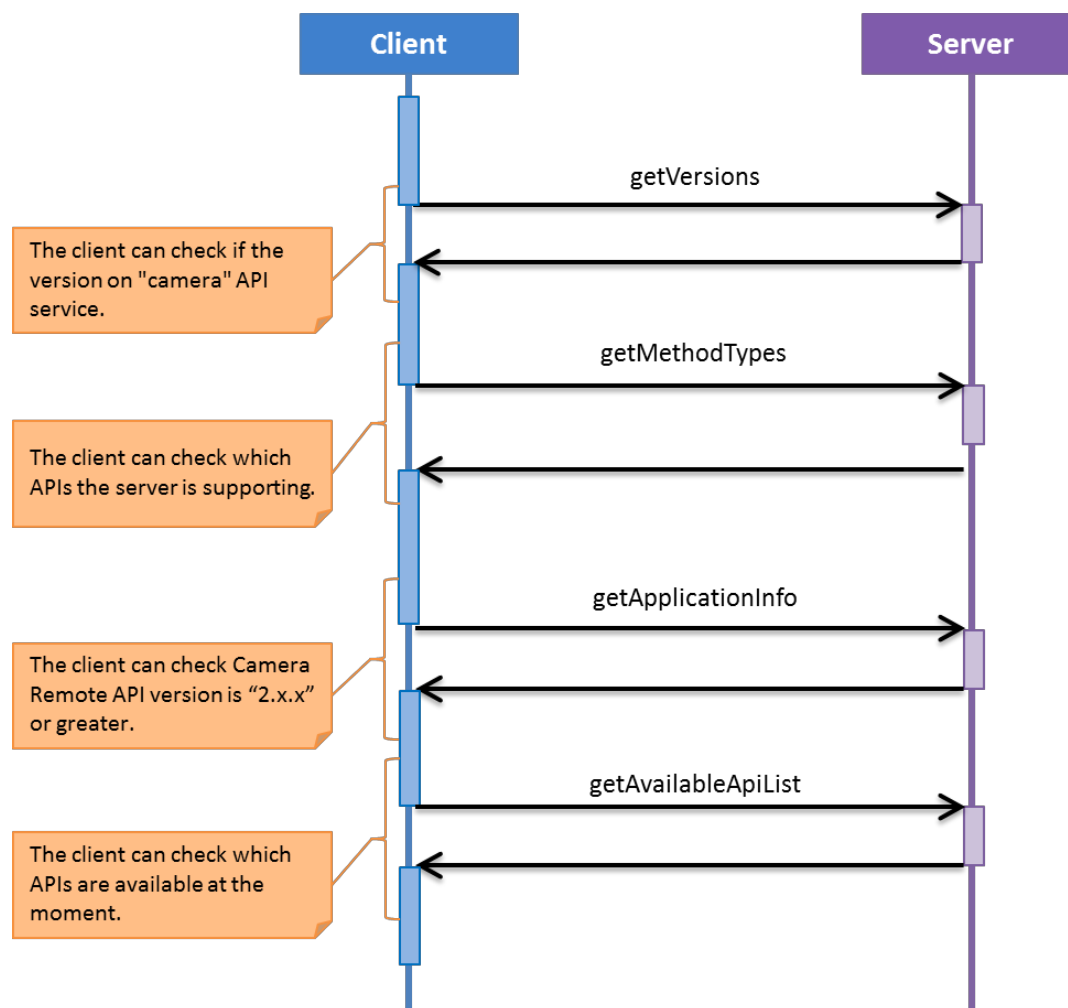 Client
Server
getVersions
The client can check if the
version on "camera" API
service.
getMethodTypes
The client can check which
APIs the server is supporting.
getApplicationInfo
The client can check Camera
Remote API version is “2.x.x”
or greater.
getAvailableApiList
The client can check which
APIs are available at the
moment.